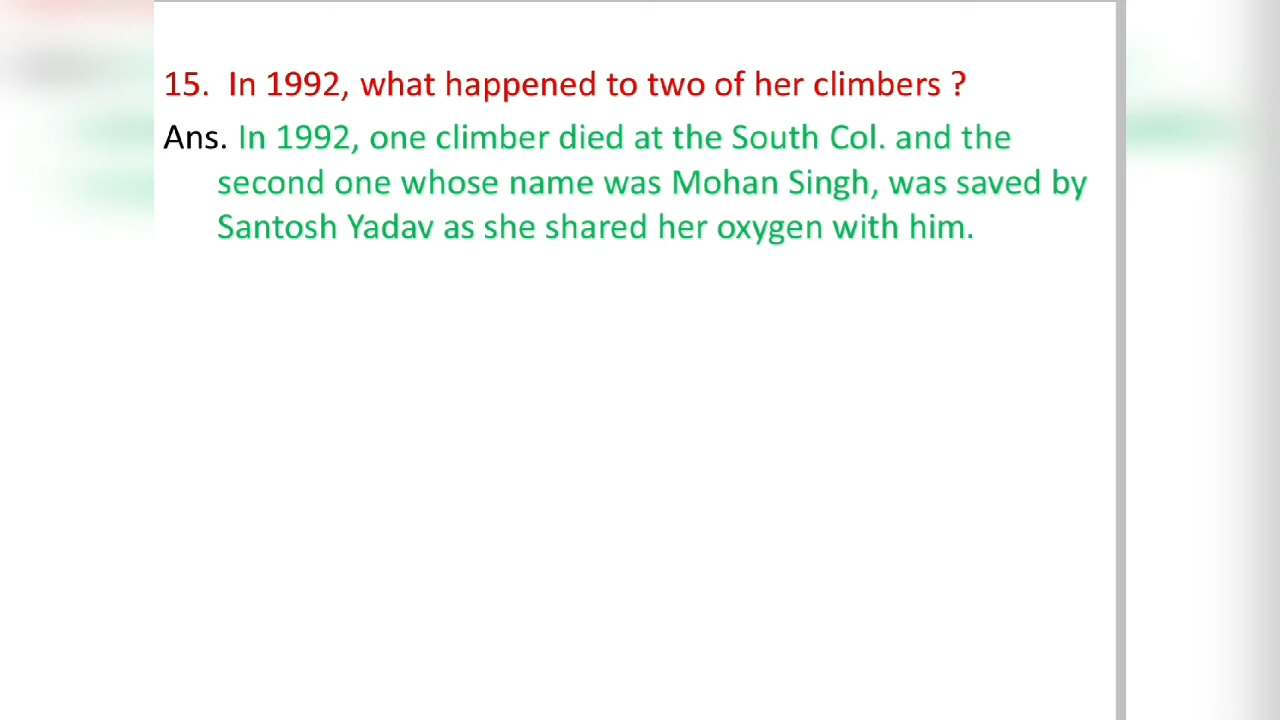 15. In 1992, what happened to two of her climbers ?
Ans. In 1992, one climber died at the South Col. and the
second one whose name was Mohan Singh, was saved by
Santosh Yadav as she shared her oxygen with him.